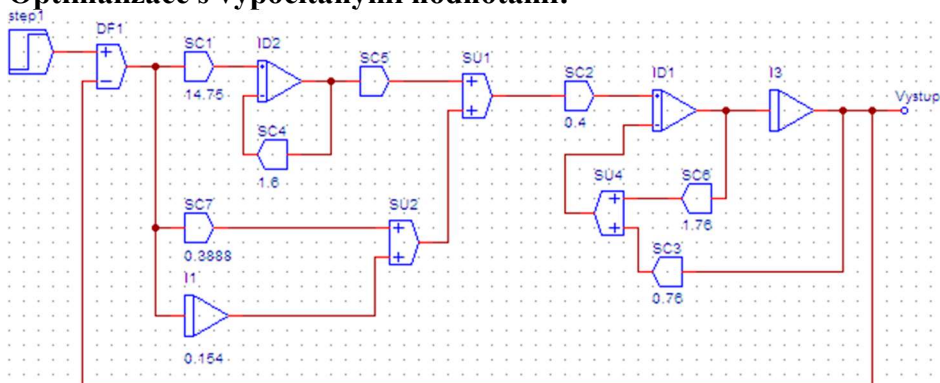 Optimalizace s vypočítanými hodnotami:
step1
DF1
SC1
14.75
ID2
SC5
SU1
SC4
1.6
SC2
0.4
ID1
I3
Vystup
SU4
SC6
1.76
SC3
0.76
SC7
0.3888
SU2
I1
0.154